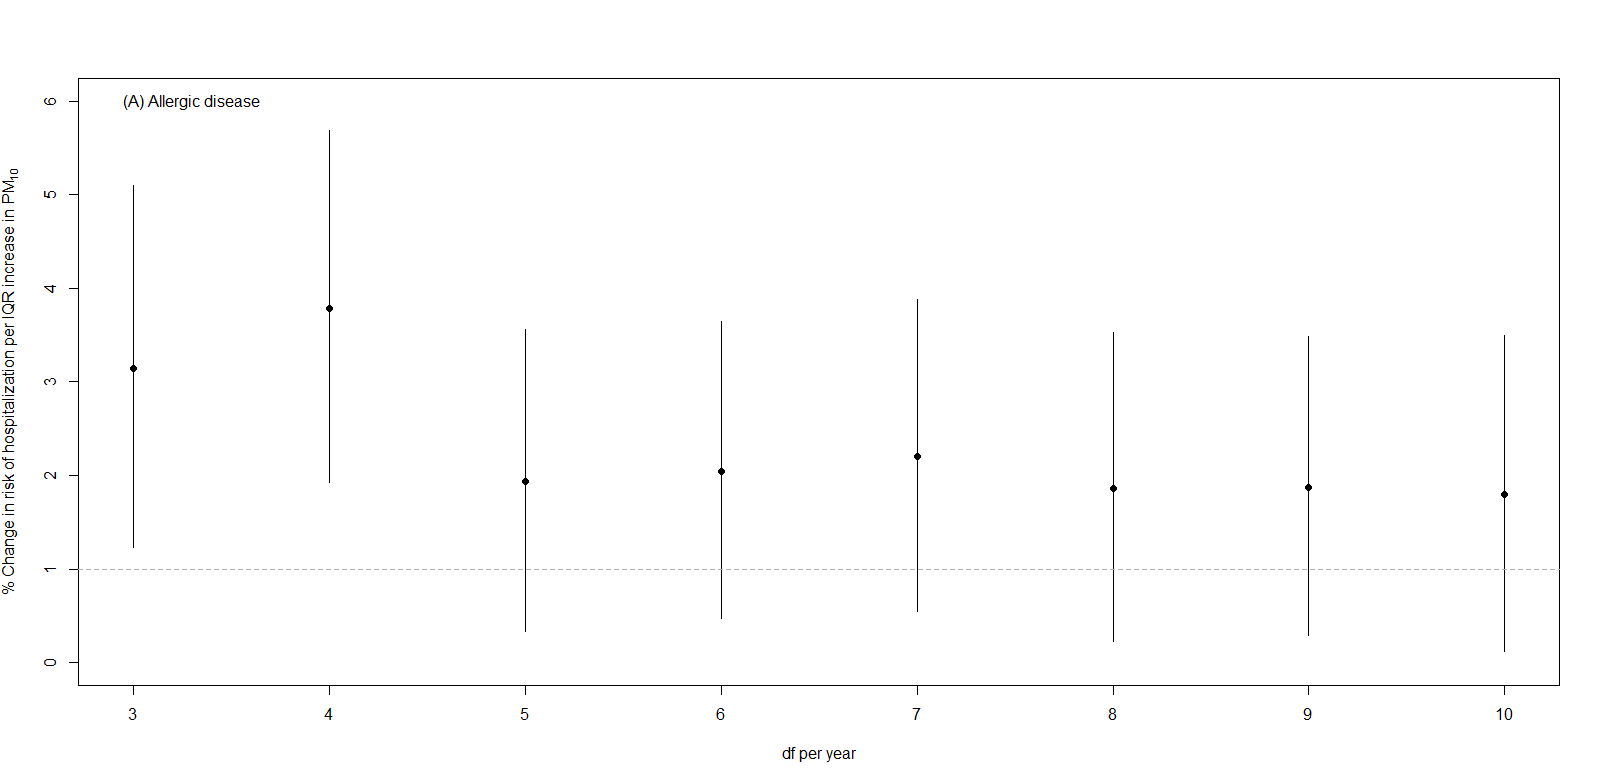 (A) Allergic disease
% Change in risk of hospitalization per IQR increase in PM10
6
5
4
3
2
1
0
3 4 5 6 7 8 9 10
df per year